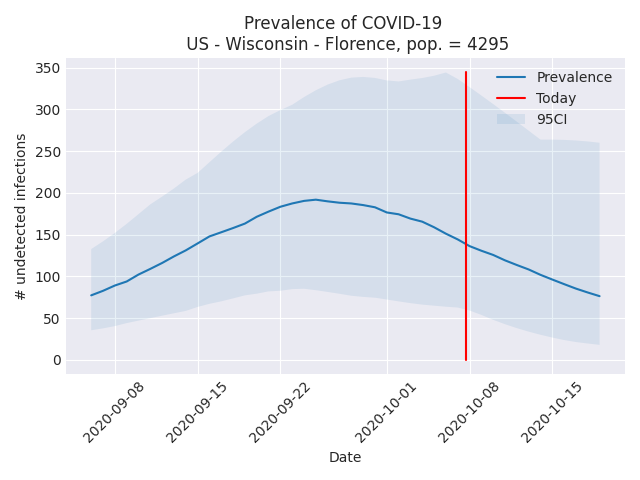 Prevalence of COVID-19
US - Wisconsin - Florence, pop. = 4295
350
300
250
200
150
100
50
0
# undetected infections
Prevalence
Today
95CI
2020-09-08
2020-09-15
2020-09-22
2020-10-01
2020-10-08
2020-10-15
Date